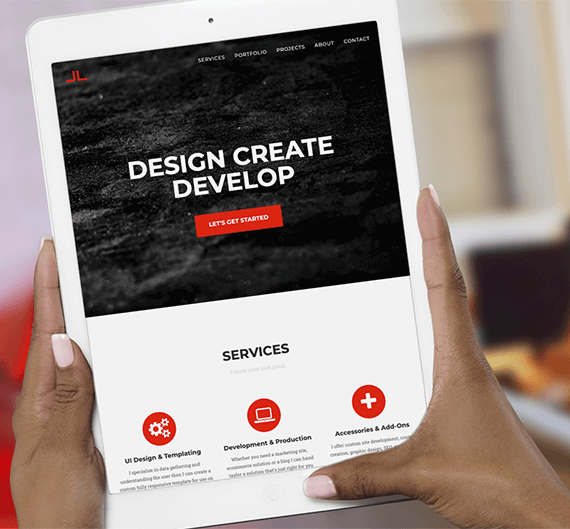 JL
SERVICES PORTFOLIO PROJECTS ABOUT CONTACT
DESIGN CREATE
DEVELOP
LET'S GET STARTED
SERVICES
I make code look good.
UI Design & Templating
I specialize in data gathering and
understanding the user then I can create a
custom fully responsive template for use on
Development & Production
Whether you need a marketing site,
ecommerce solution or a blog I can hand
taylor a solution that's just right for you
Accessories & Add-Ons
I offer custom site development,
creation, graphic design,